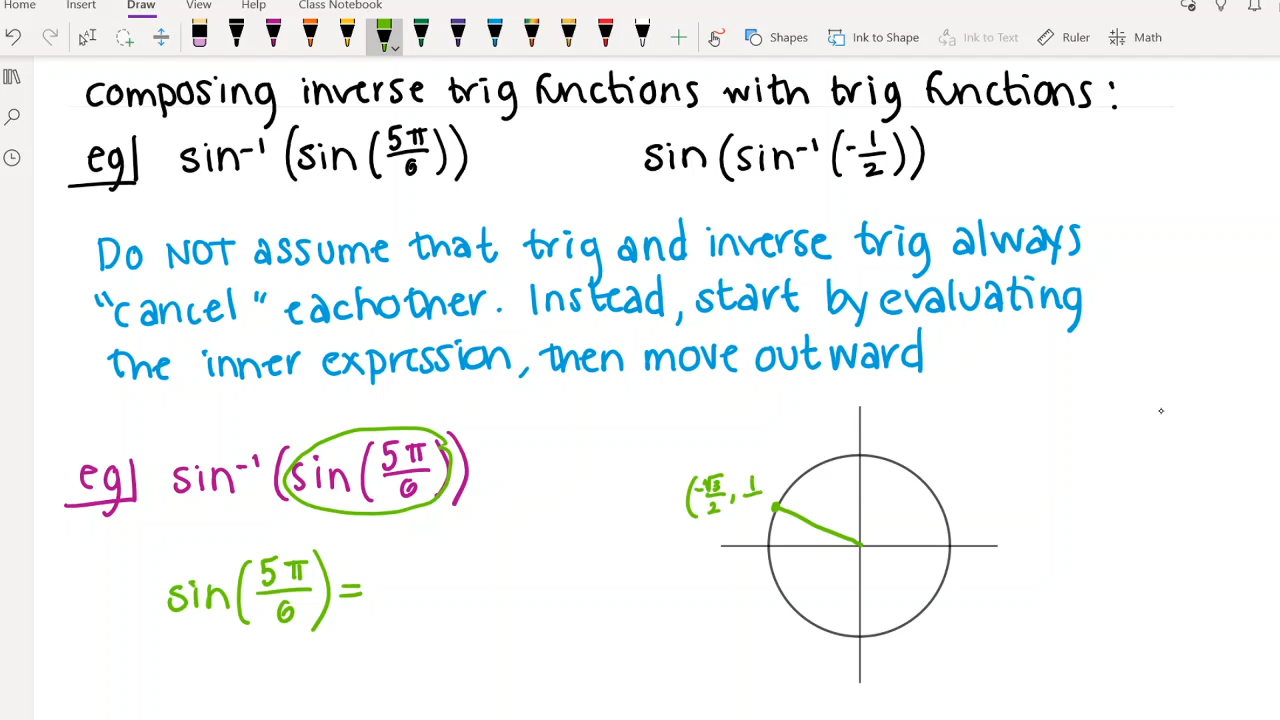 Home Insert Draw View Help Class Notebook
Shapes Ink to Shape Ink to Text Ruler Math
composing inverse trig functions with trig functions:
eg] sin⁻¹(sin(5π/6)) sin(sin⁻¹(-1/2))
Do NOT assume that trig and inverse trig always
"cancel" eachother. Instead, start by evaluating
the inner expression, then move outward
eg] sin⁻¹(sin(5π/6))
(-√3/2, 1
sin(5π/6)=